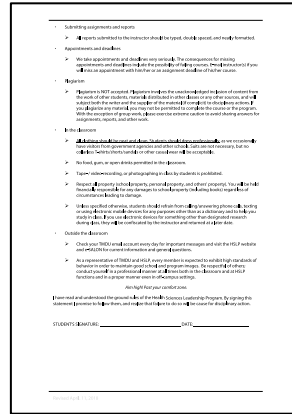 · Submitting assignments and reports
➢ All reports submitted to the instructor should be typed, double spaced, and neatly formatted.
· Appointments and deadlines
➢ We take appointments and deadlines very seriously. The consequences for missing
appointments and deadlines include the possibility of failing courses. E-mail instructor(s) if you
will miss an appointment with him/her or an assignment deadline of his/her course.
· Plagiarism
➢ Plagiarism is NOT accepted. Plagiarism involves the unacknowledged inclusion of content from
the work of other students, materials distributed in other classes or any other sources, and will
subject both the writer and the supplier of the material (if complicit) to disciplinary actions. If
you plagiarize any material, you may not be permitted to complete the course or the program.
With the exception of group work, please exercise extreme caution to avoid sharing answers for
assignments, reports, and other work.
· In the classroom
➢ All clothing should be neat and clean. Students should dress professionally, as we occasionally
have visitors from government agencies and other schools. Suits are not necessary, but no
collarless T-shirts/shorts/sandals or other casual wear will be acceptable.
➢ No food, gum, or open drinks permitted in the classroom.
➢ Tape- or video-recording, or photographing in class by students is prohibited.
➢ Respect all property (school property, personal property, and others' property). You will be held
financially responsible for any damages to school property (including books) regardless of
circumstances leading to damage.
➢ Unless specified otherwise, students should refrain from calling/answering phone calls, texting
or using electronic mobile devices for any purposes other than as a dictionary and to help you
study in class. If you use electronic devices for something other than designated research
during class, they will be confiscated by the instructor and returned at a later date.
· Outside the classroom
➢ Check your TMDU email account every day for important messages and visit the HSLP website
and e-SALON for current information and general questions.
➢ As a representative of TMDU and HSLP, every member is expected to exhibit high standards of
behavior in order to maintain good school and program images. Be respectful of others;
conduct yourself in a professional manner at all times both in the classroom and at HSLP
functions and in a proper manner even in off-campus settings.
Aim high! Push your comfort zone.
I have read and understood the ground rules of the Health Sciences Leadership Program. By signing this
statement I promise to follow them, and realize that failure to do so will be cause for disciplinary action.
STUDENT'S SIGNATURE: DATE: